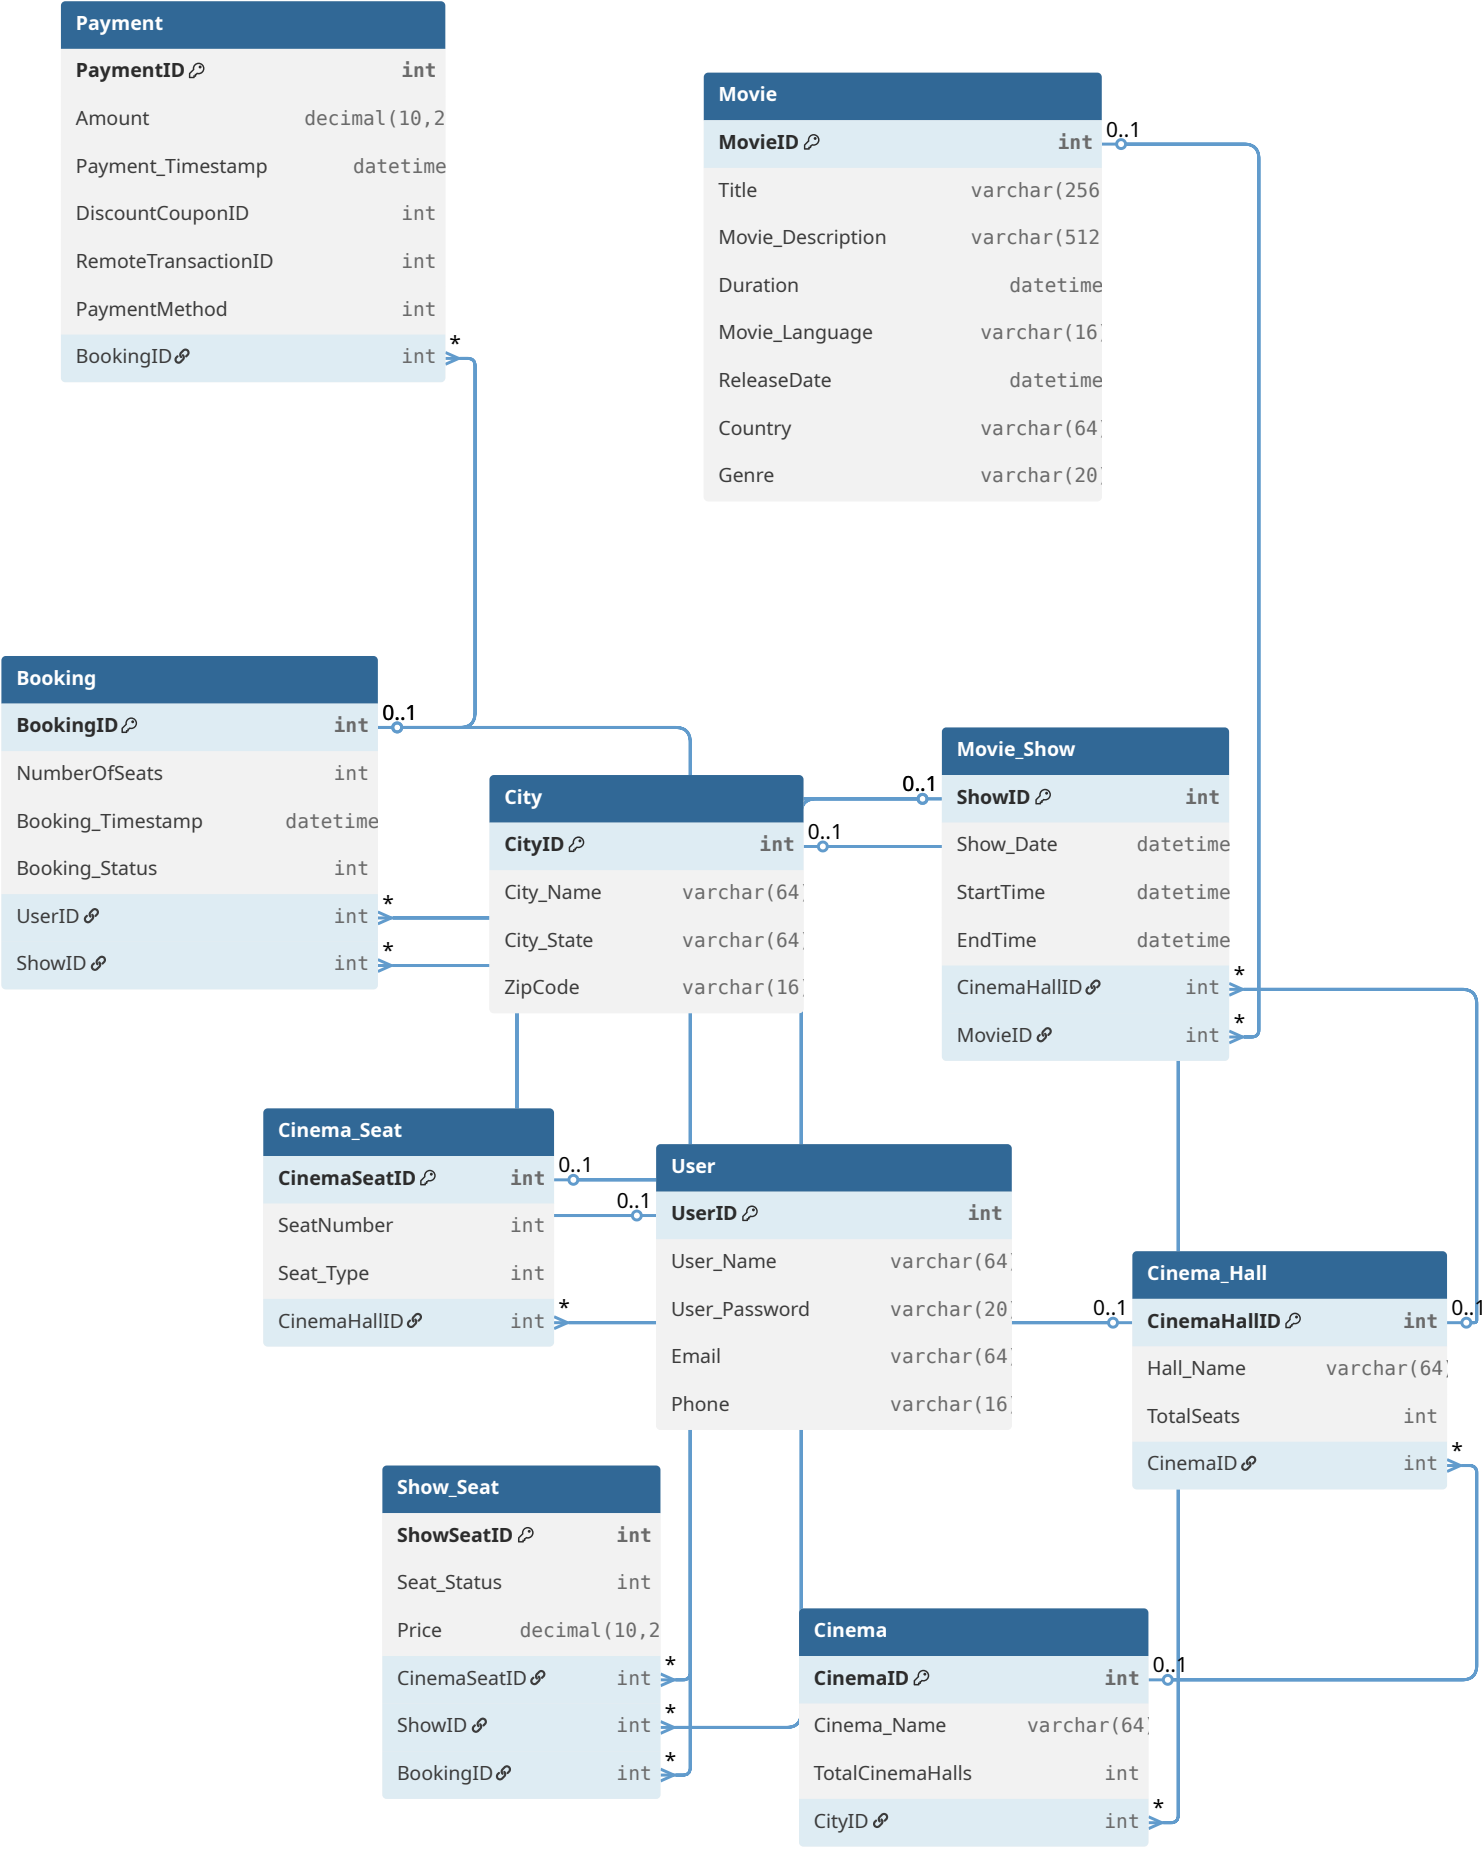 Payment
PaymentID int
Amount decimal(10,2
Payment_Timestamp datetime
DiscountCouponID int
RemoteTransactionID int
PaymentMethod int
BookingID int
*
Movie
MovieID int
0..1
Title varchar(256
Movie_Description varchar(512
Duration datetime
Movie_Language varchar(16)
ReleaseDate datetime
Country varchar(64)
Genre varchar(20)
Booking
BookingID int
0..1
NumberOfSeats int
Booking_Timestamp datetime
Booking_Status int
UserID int
*
ShowID int
*
City
CityID int
0..1
City_Name varchar(64)
City_State varchar(64)
ZipCode varchar(16)
Movie_Show
0..1
ShowID int
Show_Date datetime
StartTime datetime
EndTime datetime
CinemaHallID int
*
MovieID int
*
Cinema_Seat
CinemaSeatID int
0..1
SeatNumber int
Seat_Type int
CinemaHallID int
*
User
0..1
UserID int
User_Name varchar(64)
User_Password varchar(20)
Email varchar(64)
Phone varchar(16)
Cinema_Hall
0..1
CinemaHallID int
0..1
Hall_Name varchar(64)
TotalSeats int
CinemaID int
*
Show_Seat
ShowSeatID int
Seat_Status int
Price decimal(10,2
CinemaSeatID int
*
ShowID int
*
BookingID int
*
Cinema
CinemaID int
0..1
Cinema_Name varchar(64)
TotalCinemaHalls int
CityID int
*